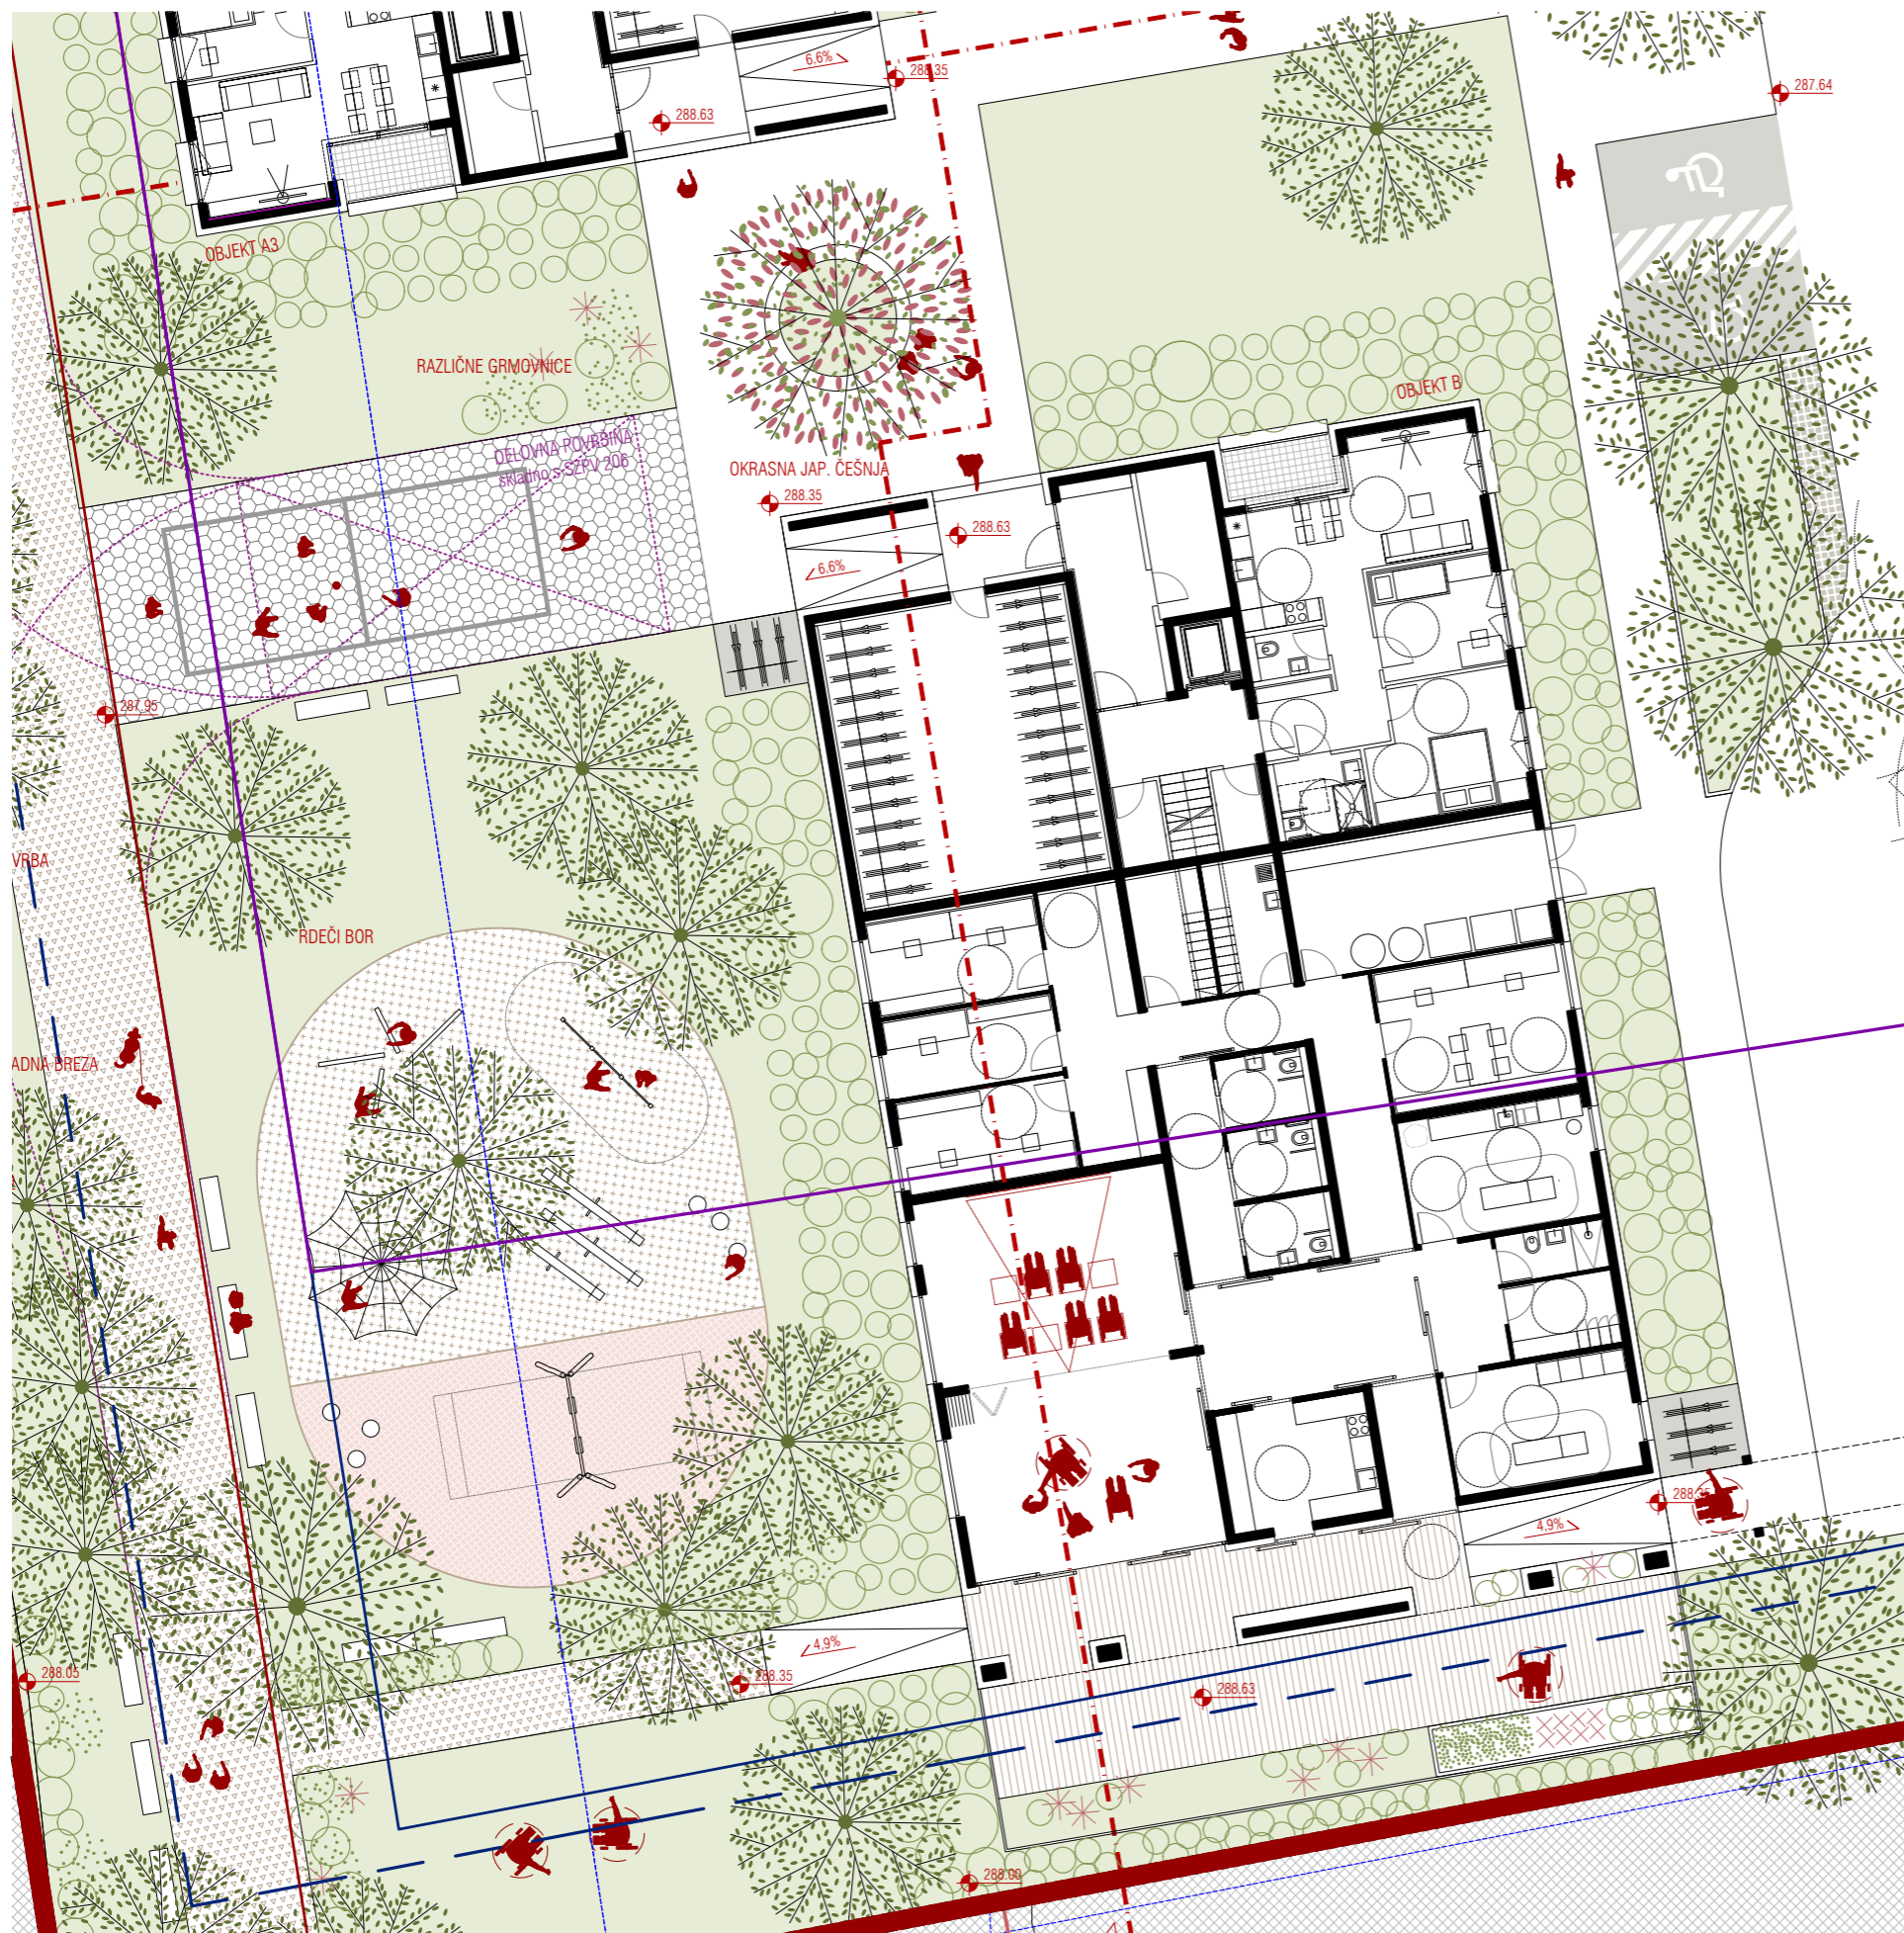 6.6%
288.35
287.64
288.63
OBJEKT A3
RAZLIČNE GRMOVNICE
OBJEKT B
DELOVNA POVRŠINA
skladno s SZPV 206
OKRASNA JAP. ČEŠNJA
288.35
288.63
6.6%
287.95
VRBA
RDEČI BOR
ADNA BREZA
288.35
4,9%
4,9%
288.05
288.35
288.63
288.00